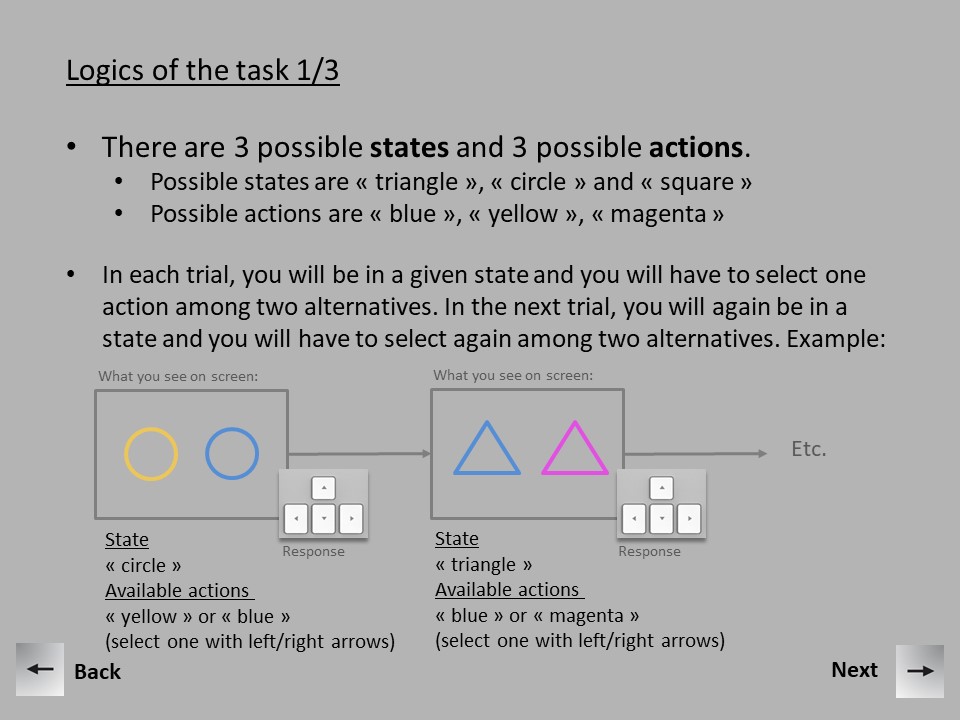 Logics of the task 1/3
• There are 3 possible states and 3 possible actions.
• Possible states are « triangle », « circle » and « square »
• Possible actions are « blue », « yellow », « magenta »
• In each trial, you will be in a given state and you will have to select one
action among two alternatives. In the next trial, you will again be in a
state and you will have to select again among two alternatives. Example:
What you see on screen:
What you see on screen:
Etc.
Response
Response
State
« circle »
Available actions
« yellow » or « blue »
(select one with left/right arrows)
State
« triangle »
Available actions
« blue » or « magenta »
(select one with left/right arrows)
Back
Next